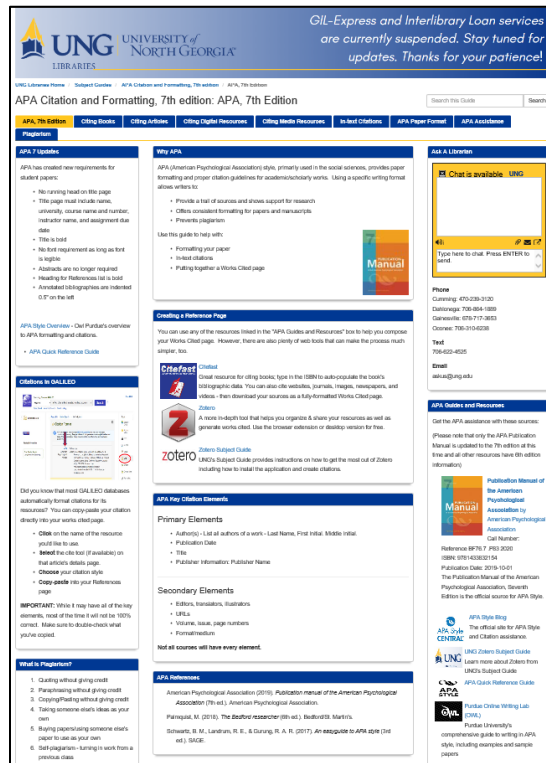 GIL-Express and Interlibrary Loan services
are currently suspended. Stay tuned for
updates. Thanks for your patience!
UNG
UNIVERSITY of
NORTH GEORGIA
LIBRARIES
UNG Libraries Home
Subject Guides
APA Citation and Formatting, 7th edition
APA, 7th Edition
APA Citation and Formatting, 7th edition: APA, 7th Edition
Search this Guide
Search
APA, 7th Edition
Citing Books
Citing Articles
Citing Digital Resources
Citing Media Resources
In-text Citations
APA Paper Format
APA Assistance
Plagiarism
APA 7 Updates
APA has created new requirements for
student papers:
No running head on title page
Title page must include name,
university, course name and number,
instructor name, and assignment due
date
Title is bold
No font requirement as long as font
is legible
Abstracts are no longer required
Heading for References list is bold
Annotated bibliographies are indented
0.5" on the left
APA Style Overview - Owl Purdue's overview
to APA formatting and citations.
APA Quick Reference Guide
Citations in GALILEO
Did you know that most GALILEO databases
automatically format citations for its
resources? You can copy-paste your citation
directly into your works cited page.
Click on the name of the resource
you'd like to use.
Select the cite tool (if available) on
that article's details page.
Choose your citation style
Copy-paste into your References
page
IMPORTANT: While it may have all of the key
elements, most of the time it will not be 100%
correct. Make sure to double-check what
you've copied.
What is Plagiarism?
1. Quoting without giving credit
2. Paraphrasing without giving credit
3. Copying/Pasting without giving credit
4. Taking someone else's ideas as your
own
5. Buying papers/using someone else's
paper to use as your own
6. Self-plagiarism - turning in work from a
previous class
Why APA
APA (American Psychological Association) style, primarily used in the social sciences, provides paper
formatting and proper citation guidelines for academic/scholarly works. Using a specific writing format
allows writers to:
Provide a trail of sources and shows support for research
Offers consistent formatting for papers and manuscripts
Prevents plagiarism
Use this guide to help with:
Formatting your paper
In-text citations
Putting together a Works Cited page
Manual
Creating a Reference Page
You can use any of the resources linked in the "APA Guides and Resources" box to help you compose
your Works Cited page. However, there are also plenty of web tools that can make the process much
simpler, too.
Citefast
Citefast
Great resource for citing books; type in the ISBN to auto-populate the book's
bibliographic data. You can also cite websites, journals, images, newspapers, and
videos - then download your sources as a fully-formatted Works Cited page.
Z
Zotero
A more in-depth tool that helps you organize & share your resources as well as
generate works cited. Use the browser extension or desktop version for free.
zotero
Zotero Subject Guide
UNG's Subject Guide provides instructions on how to get the most out of Zotero
including how to install the application and create citations.
APA Key Citation Elements
Primary Elements
Author(s) - List all authors of a work - Last Name, First Initial. Middle Initial.
Publication Date
Title
Publisher Information: Publisher Name
Secondary Elements
Editors, translators, illustrators
URLs
Volume, issue, page numbers
Format/medium
Not all sources will have every element.
APA References
American Psychological Association (2019). Publication manual of the American Psychological
Association (7th ed.). American Psychological Association.
Palmquist, M. (2018). The Bedford researcher (6th ed.). Bedford/St. Martin's.
Schwartz, B. M., Landrum, R. E., & Gurung, R. A. R. (2017). An easyguide to APA style (3rd
ed.). SAGE.
Ask A Librarian
Chat is available UNG
Type here to chat. Press ENTER to
send.
Phone
Cumming: 470-239-3120
Dahlonega: 706-864-1889
Gainesville: 678-717-3653
Oconee: 706-310-6238
Text
706-622-4525
Email
askus@ung.edu
APA Guides and Resources
Get the APA assistance with these sources:
(Please note that only the APA Publication
Manual is updated to the 7th edition at this
time and all other resources have 6th edition
information)
Manual
Publication Manual of
the American
Psychological
Association by
American Psychological
Association
Call Number:
Reference BF76.7 .P83 2020
ISBN: 9781433832154
Publication Date: 2019-10-01
The Publication Manual of the American
Psychological Association, Seventh
Edition is the official source for APA Style.
APA Style
CENTRAL
APA Style Blog
The official site for APA Style
and Citation assistance.
UNG
UNG Zotero Subject Guide
Learn more about Zotero from
UNG's Subject Guide
APA
STYLE
APA Quick Reference Guide
OWL
Purdue Online Writing Lab
(OWL)
Purdue University's
comprehensive guide to writing in APA
style, including examples and sample
papers